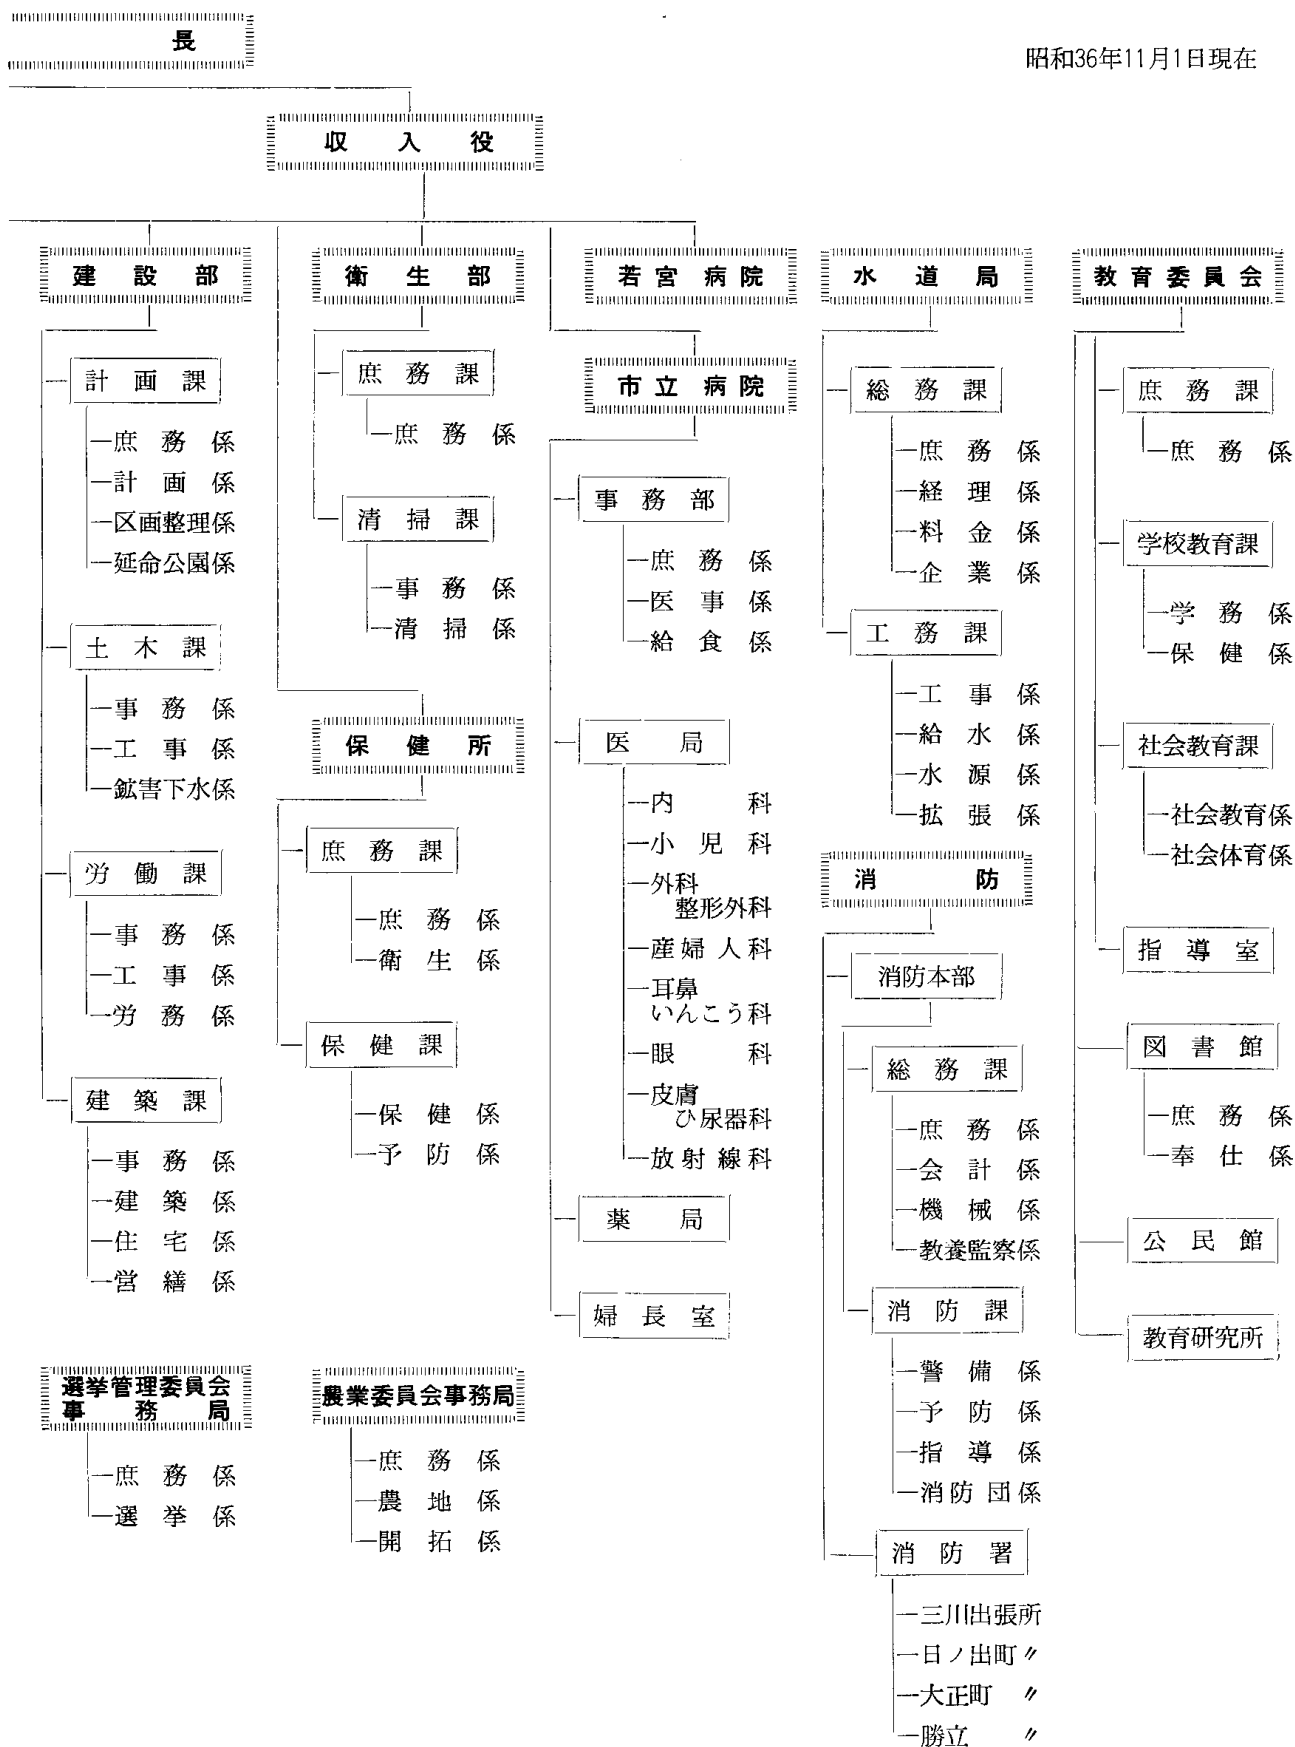 長
昭和36年11月1日現在
収入役
建設部
計画課
庶務係
計画係
区画整理係
延命公園係
土木課
事務係
工事係
鉱害下水係
労働課
事務係
工事係
労務係
建築課
事務係
建築係
住宅係
営繕係
衛生部
庶務課
庶務係
清掃課
事務係
清掃係
保健所
庶務課
庶務係
衛生係
保健課
保健係
予防係
若宮病院
市立病院
事務部
庶務係
医事係
給食係
医局
内科
小児科
外科
整形外科
産婦人科
耳鼻
いんこう科
眼科
皮膚
ひ尿器科
放射線科
薬局
婦長室
水道局
総務課
庶務係
経理係
料金係
企業係
工務課
工事係
給水係
水源係
拡張係
消防
消防本部
総務課
庶務係
会計係
機械係
教養監察係
消防課
警備係
予防係
指導係
消防団係
消防署
三川出張所
日ノ出町〃
大正町〃
勝立〃
教育委員会
庶務課
庶務係
学校教育課
学務係
保健係
社会教育課
社会教育係
社会体育係
指導室
図書館
庶務係
奉仕係
公民館
教育研究所
選挙管理委員会
事務局
庶務係
選挙係
農業委員会事務局
庶務係
農地係
開拓係